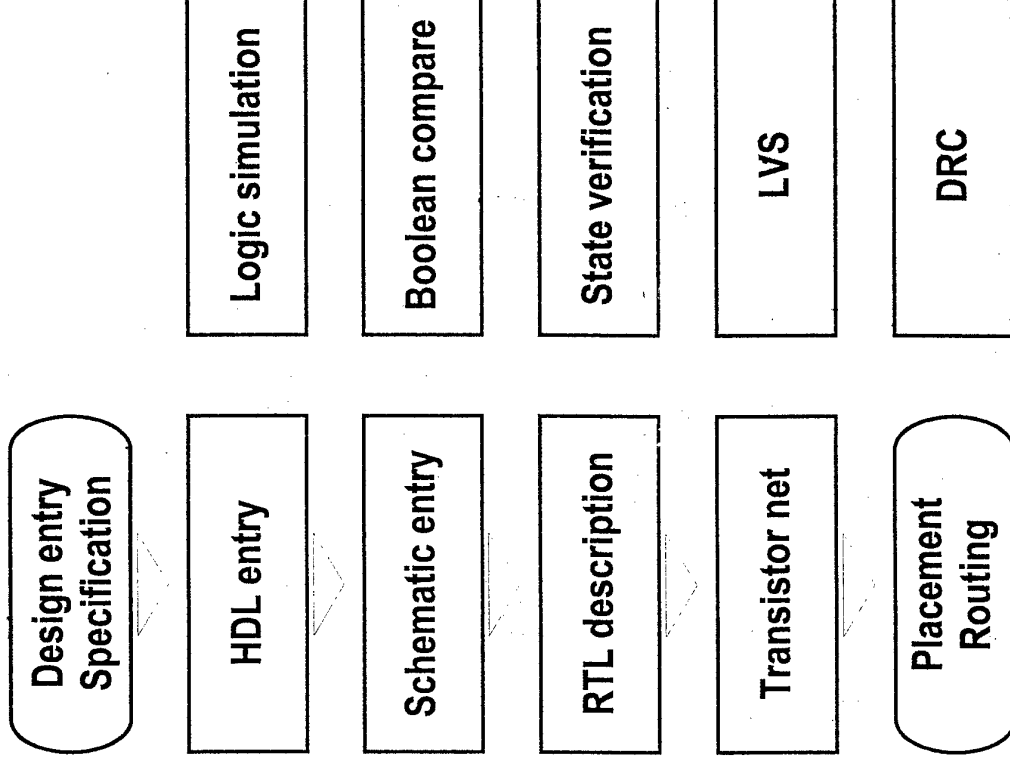 Design entry
Specification
HDL entry
Logic simulation
Schematic entry
Boolean compare
RTL description
State verification
Transistor net
LVS
Placement
Routing
DRC